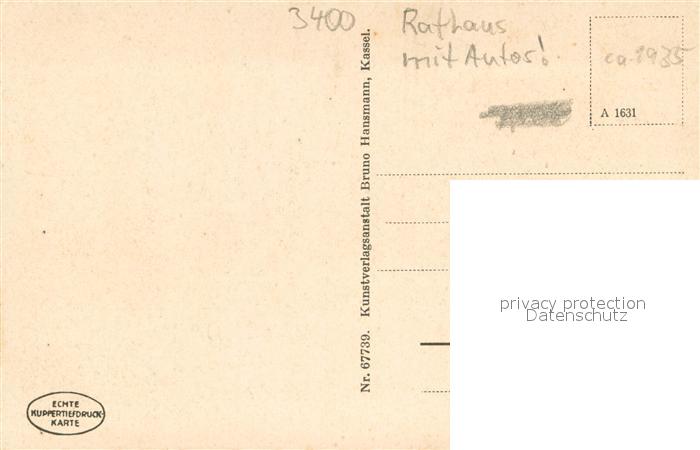 3400
Rathaus
mit Autos!
ca. 1935
A 1631
Nr. 67739. Kunstverlagsanstalt Bruno Hansmann, Kassel.
privacy protection
Datenschutz
ECHTE
KUPFERTIEFDRUCK-
KARTE